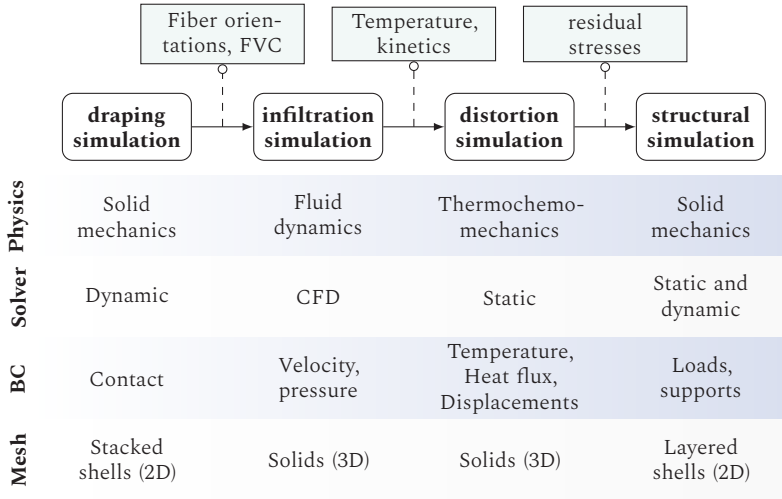 Fiber orien-
tations, FVC
Temperature,
kinetics
residual
stresses
draping
simulation
infiltration
simulation
distortion
simulation
structural
simulation
Physics
Solid
mechanics
Fluid
dynamics
Thermochemo-
mechanics
Solid
mechanics
Solver
Dynamic
CFD
Static
Static and
dynamic
BC
Contact
Velocity,
pressure
Temperature,
Heat flux,
Displacements
Loads,
supports
Mesh
Stacked
shells (2D)
Solids (3D)
Solids (3D)
Layered
shells (2D)